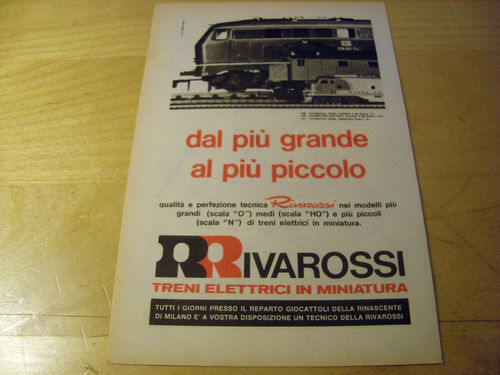 dal più grande
al più piccolo
qualità e perfezione tecnica Rivarossi nei modelli più
grandi (scala "O") medi (scala "HO") e più piccoli
(scala "N") di treni elettrici in miniatura.
RRIVAROSSI
TRENI ELETTRICI IN MINIATURA
TUTTI I GIORNI PRESSO IL REPARTO GIOCATTOLI DELLA RINASCENTE
DI MILANO E' A VOSTRA DISPOSIZIONE UN TECNICO DELLA RIVAROSSI